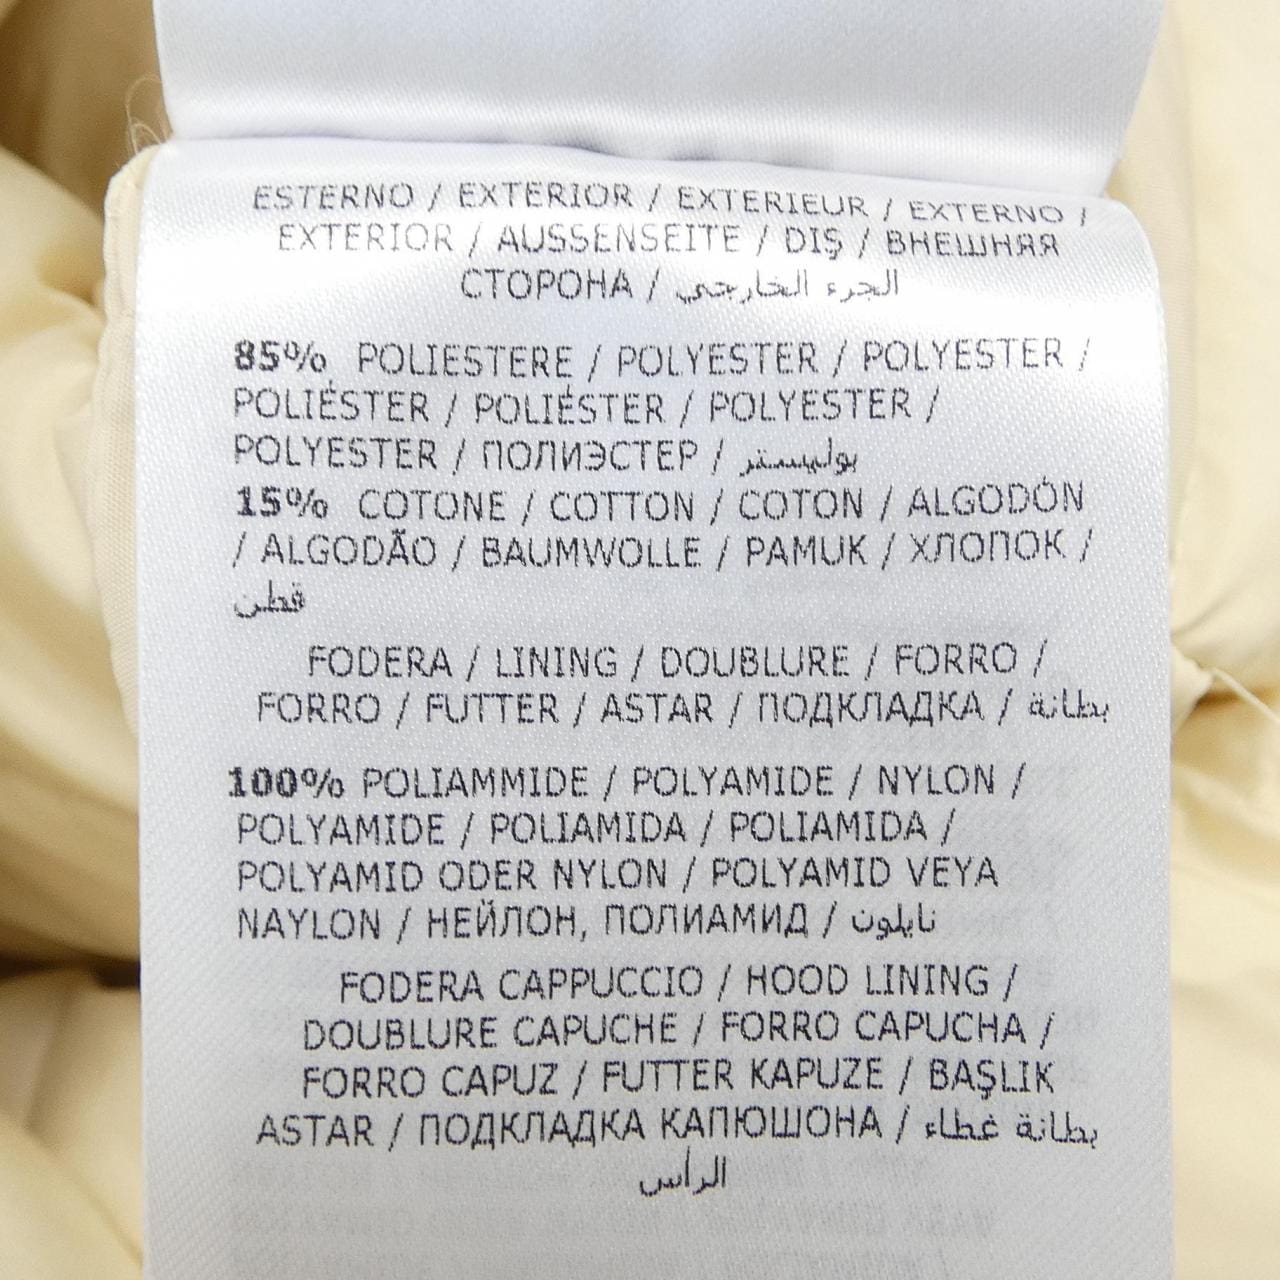 ESTERNO / EXTERIOR / EXTERIEUR / EXTERNO /
EXTERIOR / AUSSENSEITE / DIŞ / ВНЕШНЯЯ
СТОРОНА / الجزء الخارجي
85% POLIESTERE / POLYESTER / POLYESTER /
POLIÉSTER / POLIÉSTER / POLYESTER /
POLYESTER / ПОЛИЭСТЕР / بوليستر
15% COTONE / COTTON / COTON / ALGODÓN
/ ALGODÃO / BAUMWOLLE / PAMUK / ХЛОПОК /
قطن
FODERA / LINING / DOUBLURE / FORRO /
FORRO / FUTTER / ASTAR / ПОДКЛАДКА / بطانة
100% POLIAMMIDE / POLYAMIDE / NYLON /
POLYAMIDE / POLIAMIDA / POLIAMIDA /
POLYAMID ODER NYLON / POLYAMID VEYA
NAYLON / НЕЙЛОН, ПОЛИАМИД / نايلون
FODERA CAPPUCCIO / HOOD LINING /
DOUBLURE CAPUCHE / FORRO CAPUCHA /
FORRO CAPUZ / FUTTER KAPUZE / BAŞLIK
ASTAR / ПОДКЛАДКА КАПЮШОНА / بطانة غطاء
الرأس